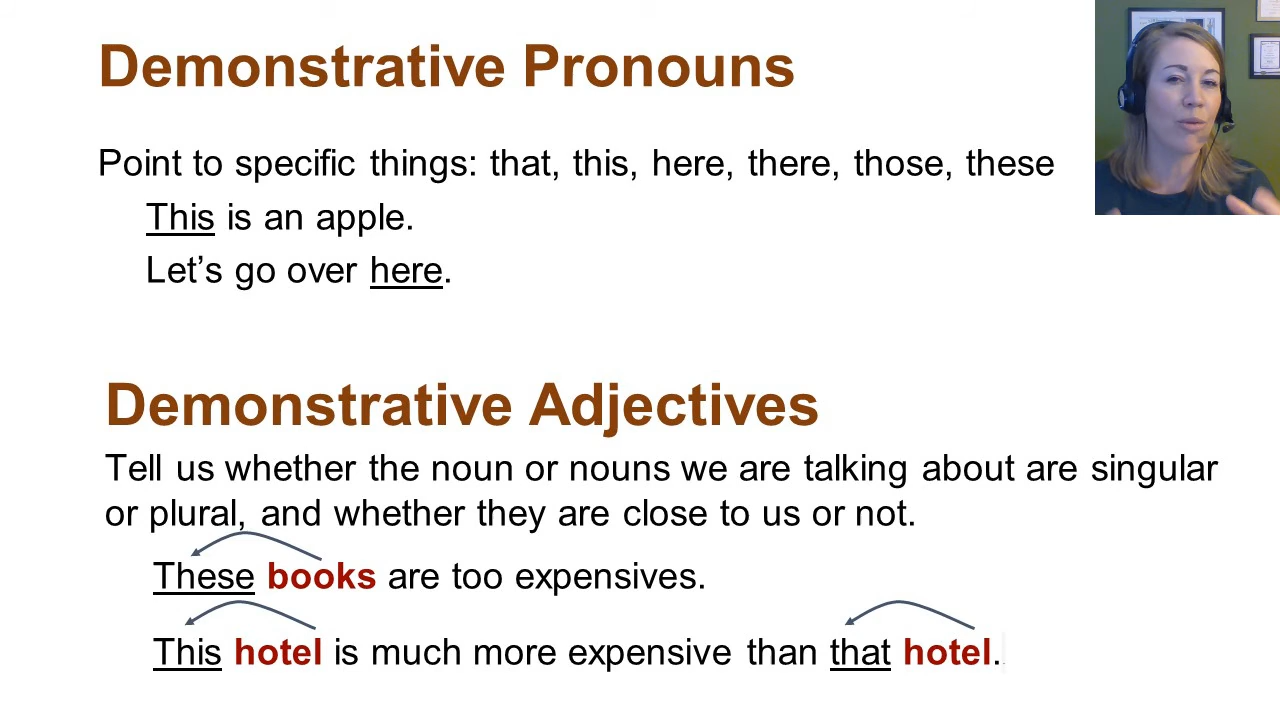 Demonstrative Pronouns
Point to specific things: that, this, here, there, those, these
This is an apple.
Let’s go over here.
Demonstrative Adjectives
Tell us whether the noun or nouns we are talking about are singular
or plural, and whether they are close to us or not.
These books are too expensives.
This hotel is much more expensive than that hotel.